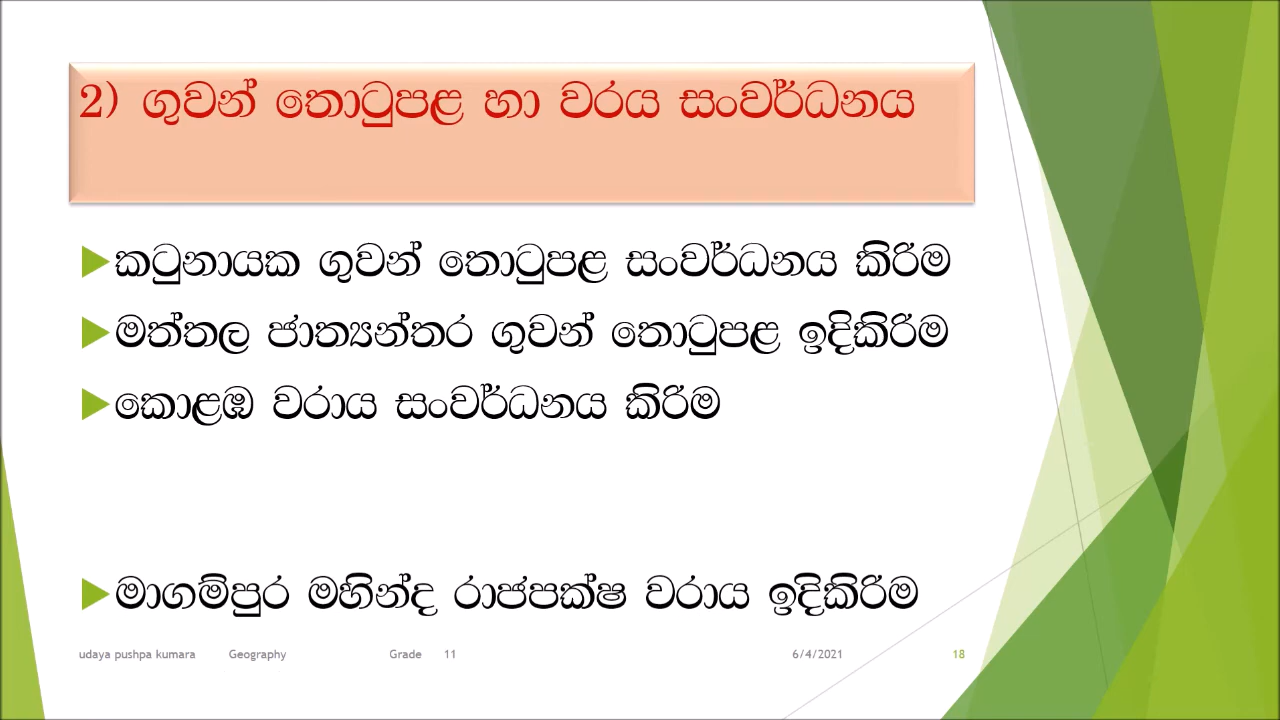 2) ගුවන් තොටුපළ හා වරය සංවර්ධනය
කටුනායක ගුවන් තොටුපළ සංවර්ධනය කිරිම
මත්තල ජාත්‍යන්තර ගුවන් තොටුපළ ඉදිකිරිම
කොළඹ වරාය සංවර්ධනය කිරිම
මාගම්පුර මහින්ද රාජපක්ෂ වරාය ඉදිකිරිම
udaya pushpa kumara Geography Grade 11 6/4/2021 18